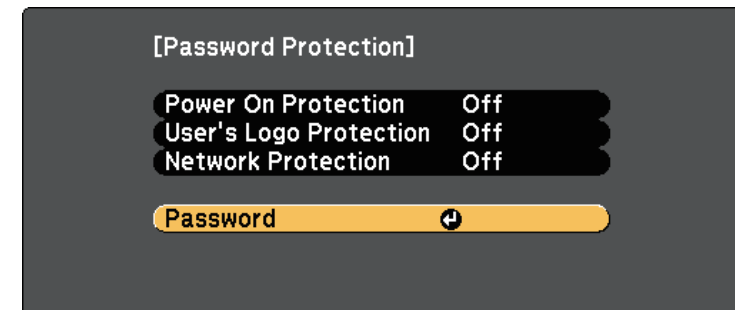 [Password Protection]
Power On Protection Off
User's Logo Protection Off
Network Protection Off
Password